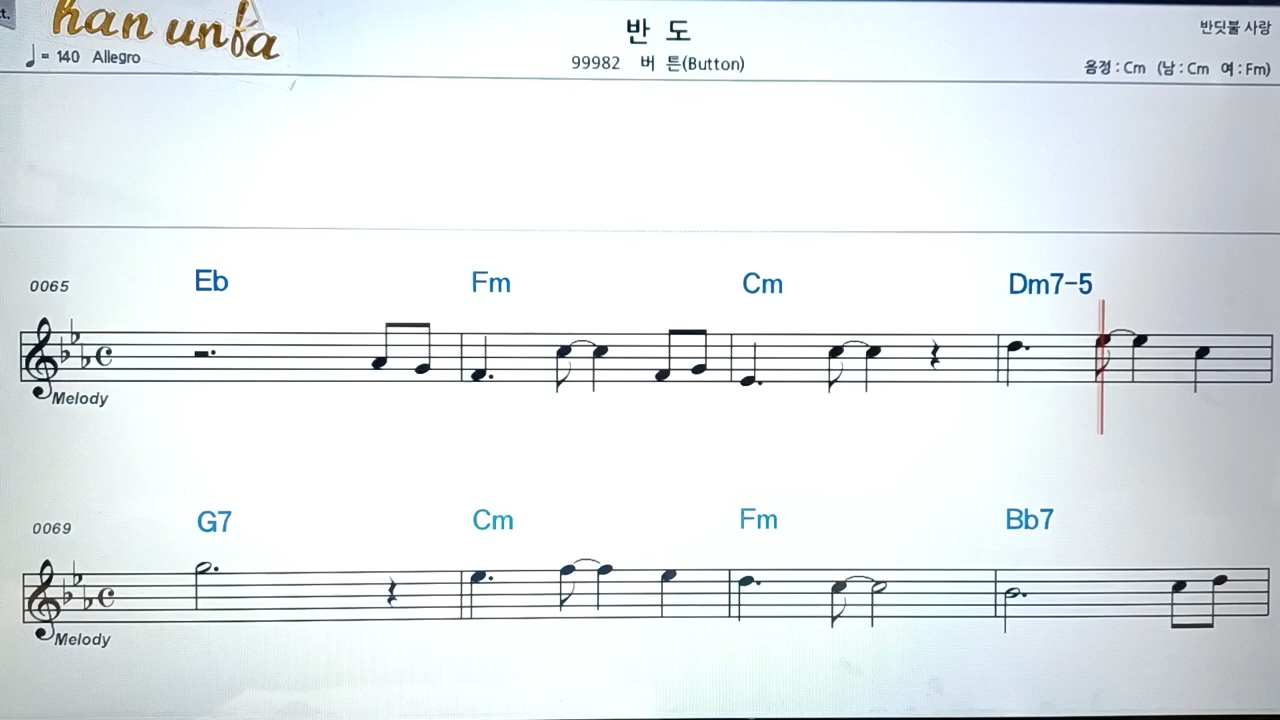 t.
han unfa
반 도
반딧불 사랑
♩= 140 Allegro
99982 버 튼(Button)
음정 : Cm (남 : Cm 여 : Fm)
0065 Eb Fm Cm Dm7-5
Melody
0069 G7 Cm Fm Bb7
Melody